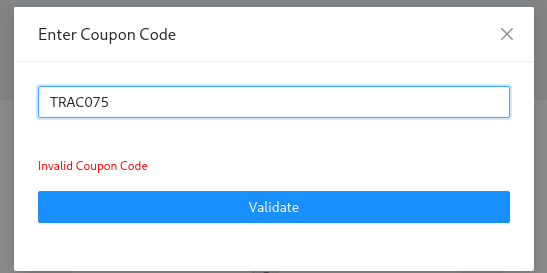 Enter Coupon Code
TRAC075
Invalid Coupon Code
Validate